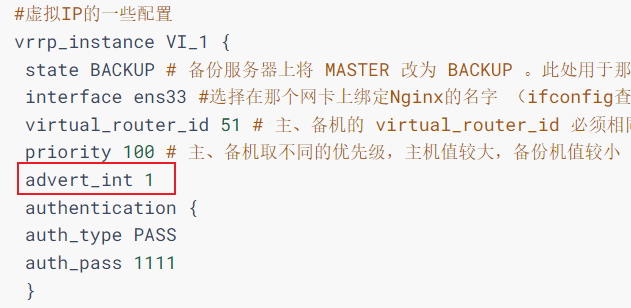 #虚拟IP的一些配置
vrrp_instance VI_1 {
state BACKUP # 备份服务器上将 MASTER 改为 BACKUP 。此处用于那
interface ens33 #选择在那个网卡上绑定Nginx的名字 （ifconfig查
virtual_router_id 51 # 主、备机的 virtual_router_id 必须相同
priority 100 # 主、备机取不同的优先级，主机值较大，备份机值较小
advert_int 1
authentication {
auth_type PASS
auth_pass 1111
}